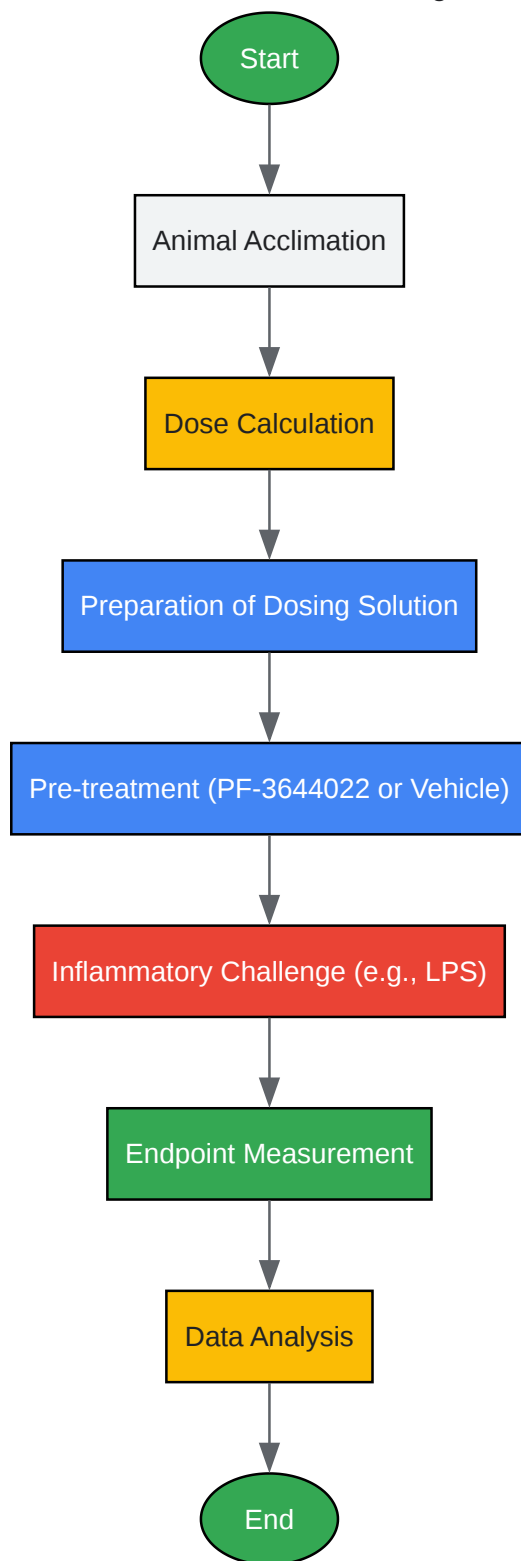 Start
Animal Acclimation
Dose Calculation
Preparation of Dosing Solution
Pre-treatment (PF-3644022 or Vehicle)
Inflammatory Challenge (e.g., LPS)
Endpoint Measurement
Data Analysis
End